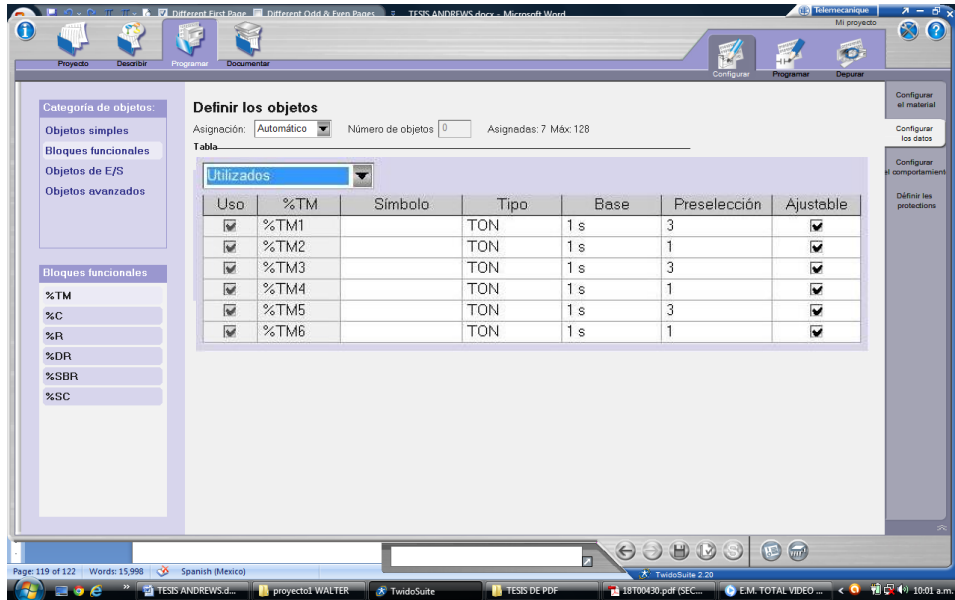 Different First Page Different Odd & Even Pages TESIS ANDREWS.docx - Microsoft Word
Telemecanique
Mi proyecto
Proyecto Describir Programar Documentar
Configurar Programar Depurar
Categoría de objetos:
Objetos simples
Bloques funcionales
Objetos de E/S
Objetos avanzados
Bloques funcionales
%TM
%C
%R
%DR
%SBR
%SC
Definir los objetos
Asignación: Automático Número de objetos 0 Asignadas: 7 Máx: 128
Tabla
Utilizados
Uso %TM Símbolo Tipo Base Preselección Ajustable
%TM1 TON 1 s 3
%TM2 TON 1 s 1
%TM3 TON 1 s 3
%TM4 TON 1 s 1
%TM5 TON 1 s 3
%TM6 TON 1 s 1
Configurar
el material
Configurar
los datos
Configurar
el comportamient
Définir les
protections
TwidoSuite 2.20
Page: 119 of 122 Words: 15,998 Spanish (Mexico)
TESIS ANDREWS.d... proyecto1 WALTER TwidoSuite TESIS DE PDF 18T00430.pdf (SEC... E.M. TOTAL VIDEO ... 10:01 a.m.